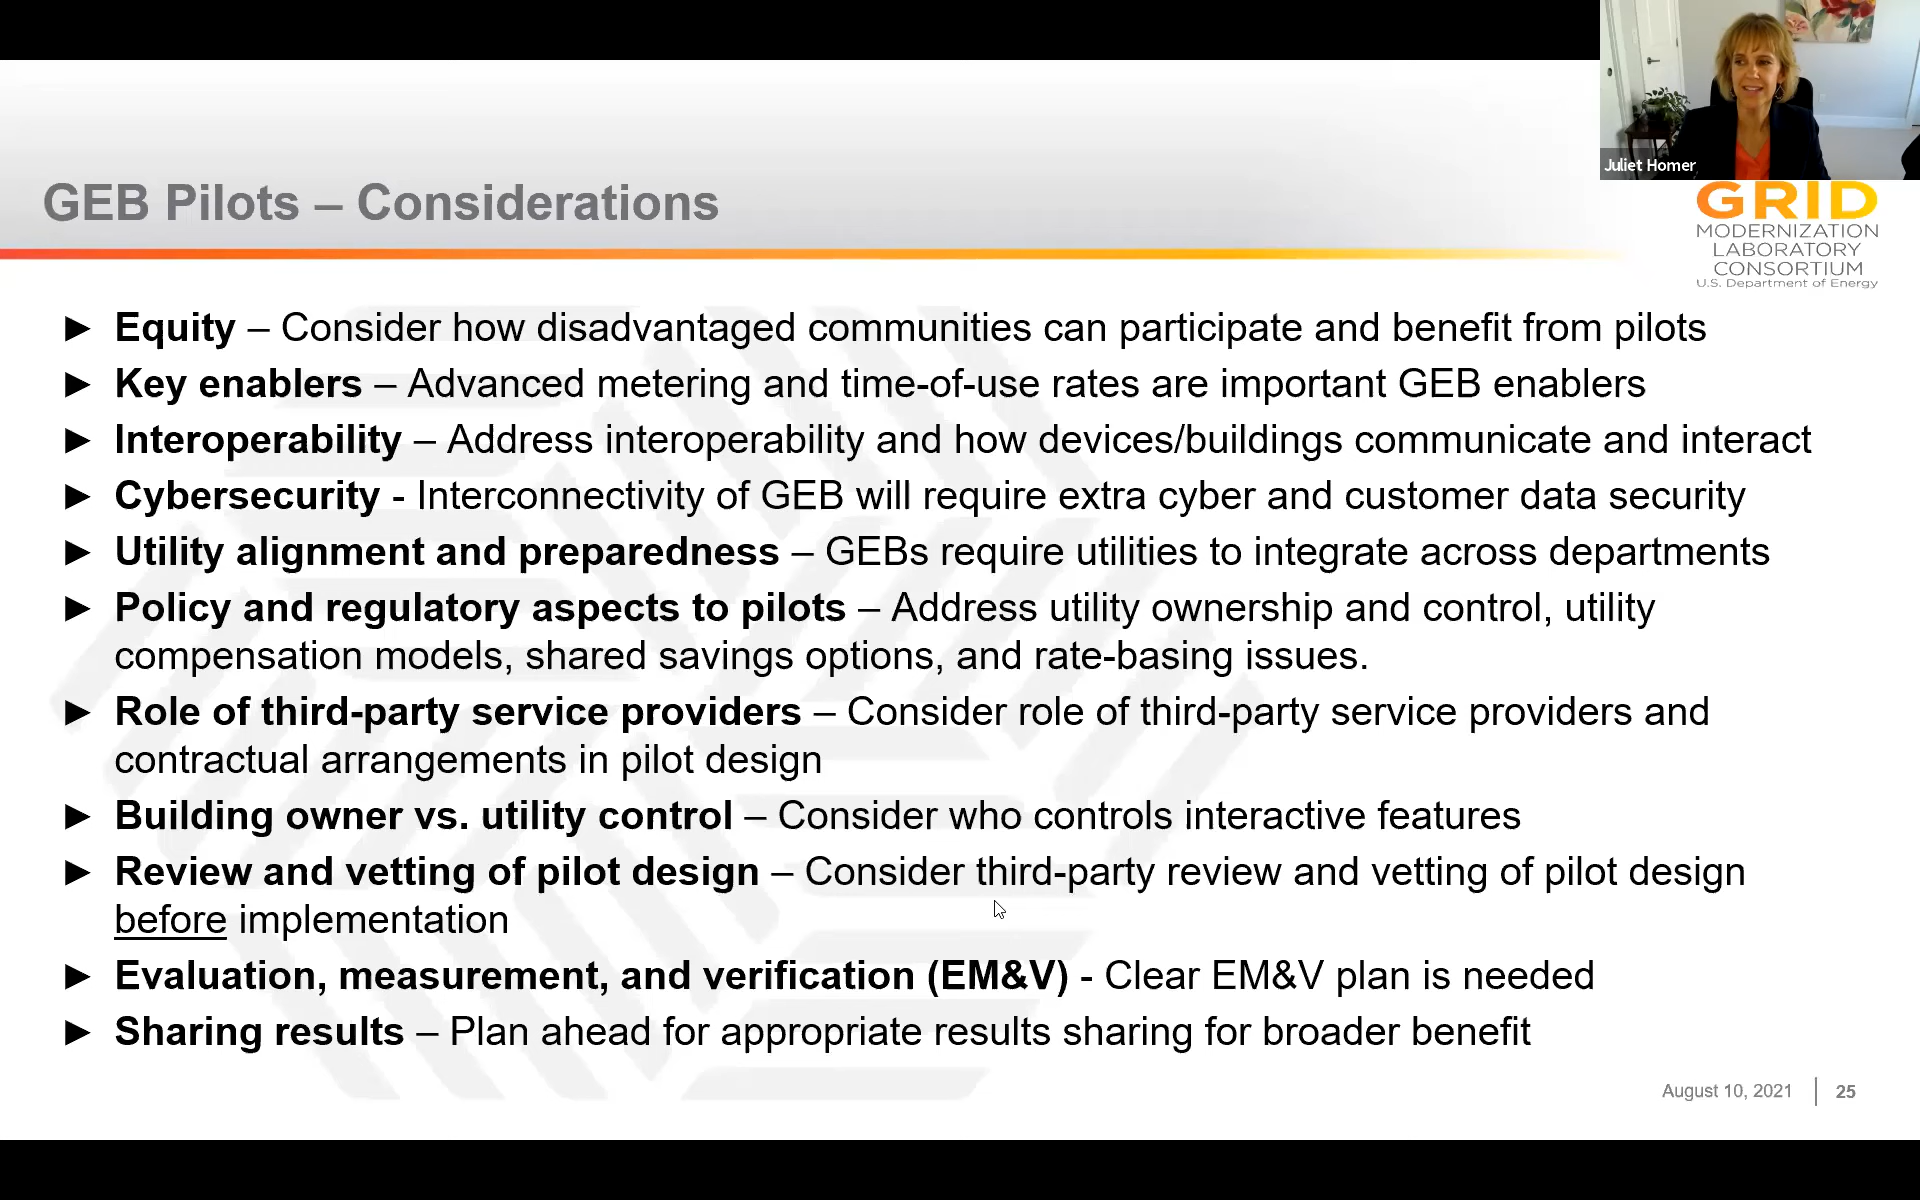 Juliet Homer
GRID
MODERNIZATION
LABORATORY
CONSORTIUM
U.S. Department of Energy
GEB Pilots – Considerations
► Equity – Consider how disadvantaged communities can participate and benefit from pilots
► Key enablers – Advanced metering and time-of-use rates are important GEB enablers
► Interoperability – Address interoperability and how devices/buildings communicate and interact
► Cybersecurity - Interconnectivity of GEB will require extra cyber and customer data security
► Utility alignment and preparedness – GEBs require utilities to integrate across departments
► Policy and regulatory aspects to pilots – Address utility ownership and control, utility
compensation models, shared savings options, and rate-basing issues.
► Role of third-party service providers – Consider role of third-party service providers and
contractual arrangements in pilot design
► Building owner vs. utility control – Consider who controls interactive features
► Review and vetting of pilot design – Consider third-party review and vetting of pilot design
before implementation
► Evaluation, measurement, and verification (EM&V) - Clear EM&V plan is needed
► Sharing results – Plan ahead for appropriate results sharing for broader benefit
August 10, 2021 | 25